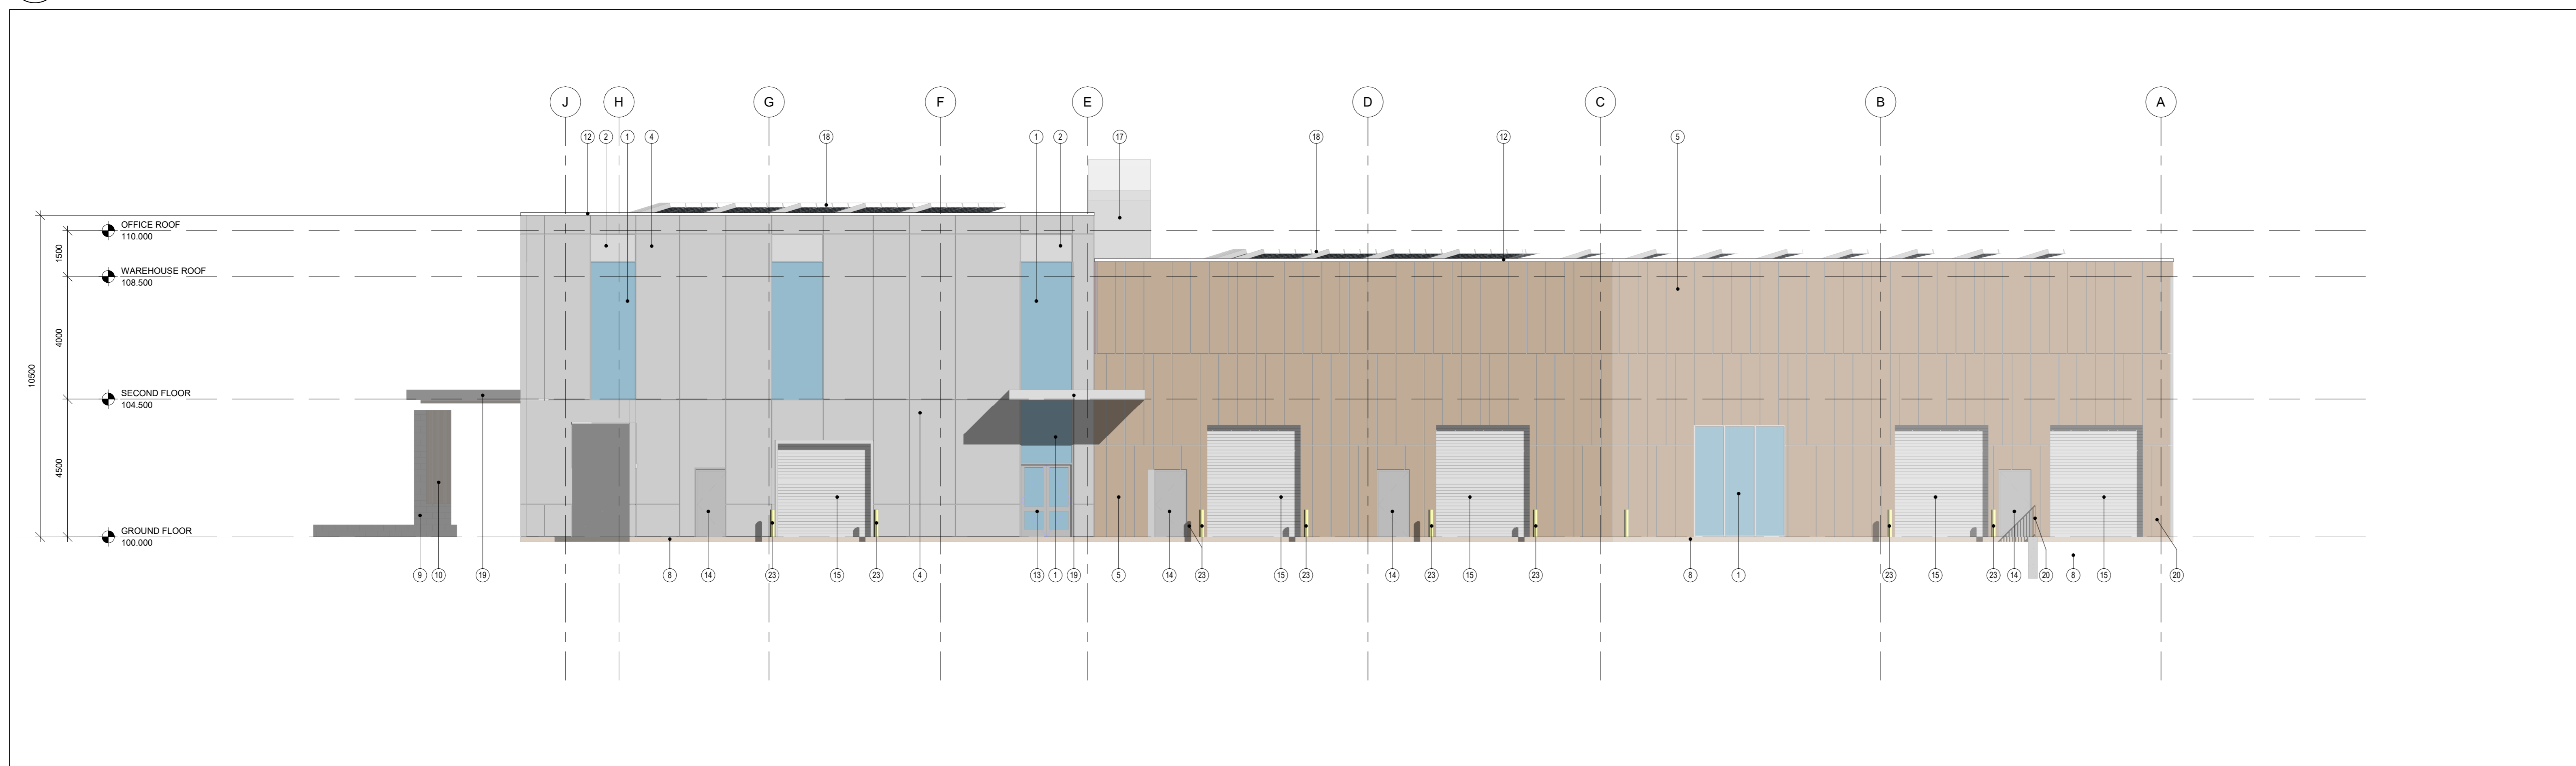 J H G F E D C B A
12 2 1 4 18 1 2 17 18 12 5
OFFICE ROOF
110.000
1500
WAREHOUSE ROOF
108.500
4000
10500
SECOND FLOOR
104.500
4500
GROUND FLOOR
100.000
9 10 19 8 14 23 15 23 4 13 1 19 5 14 23 15 23 14 23 15 23 8 1 23 15 23 14 20 8 15 20